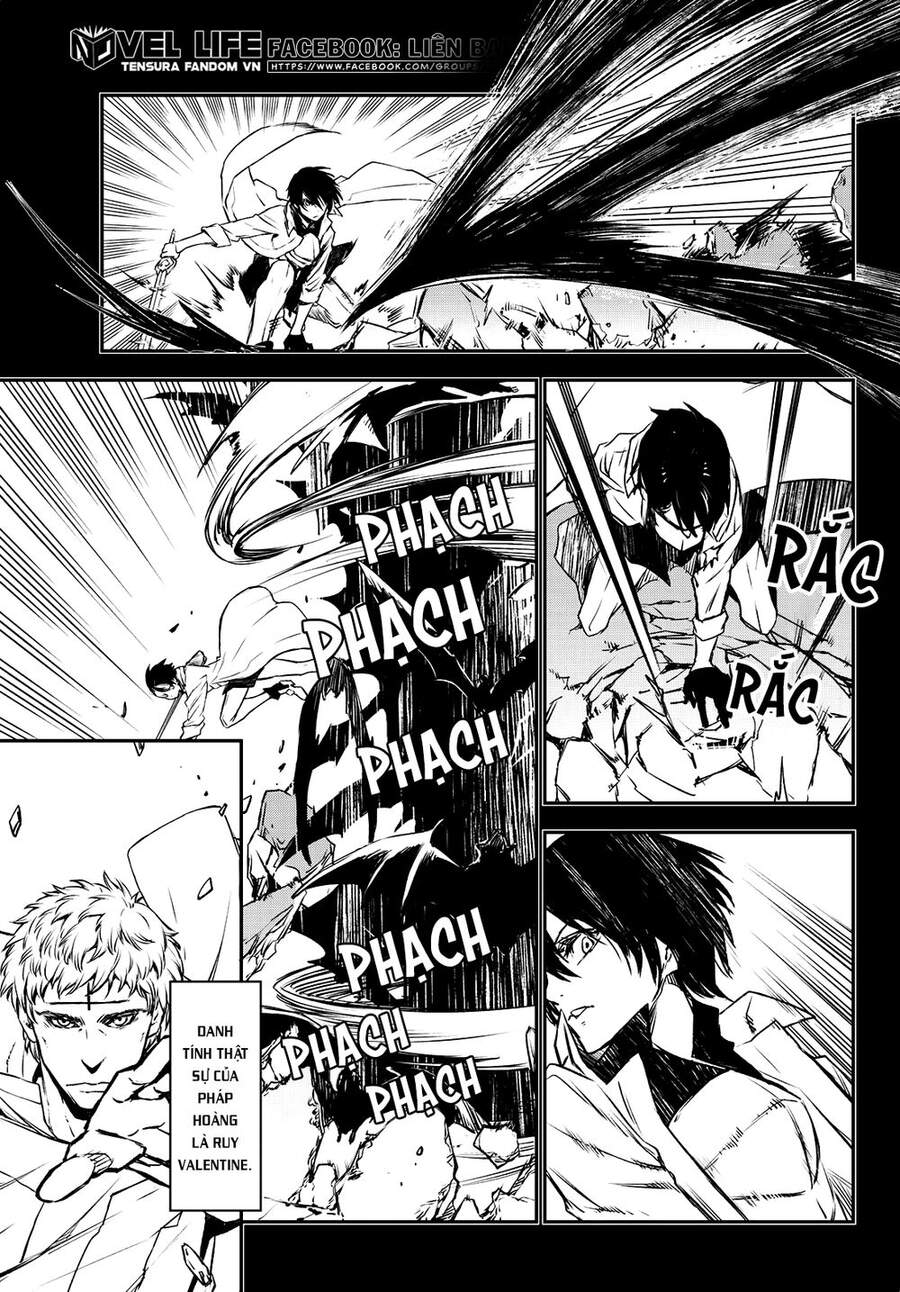 NOVEL LIFE
TENSURA FANDOM VN
FACEBOOK: LIÊN
HTTPS://WWW.FACEBOOK.COM/GROUPS
RẮC
RẮC
PHẠCH
PHẠCH
PHẠCH
PHẠCH
PHẠCH
PHẠCH
DANH
TÍNH THẬT
SỰ CỦA
PHÁP
HOÀNG
LÀ RUY
VALENTINE.